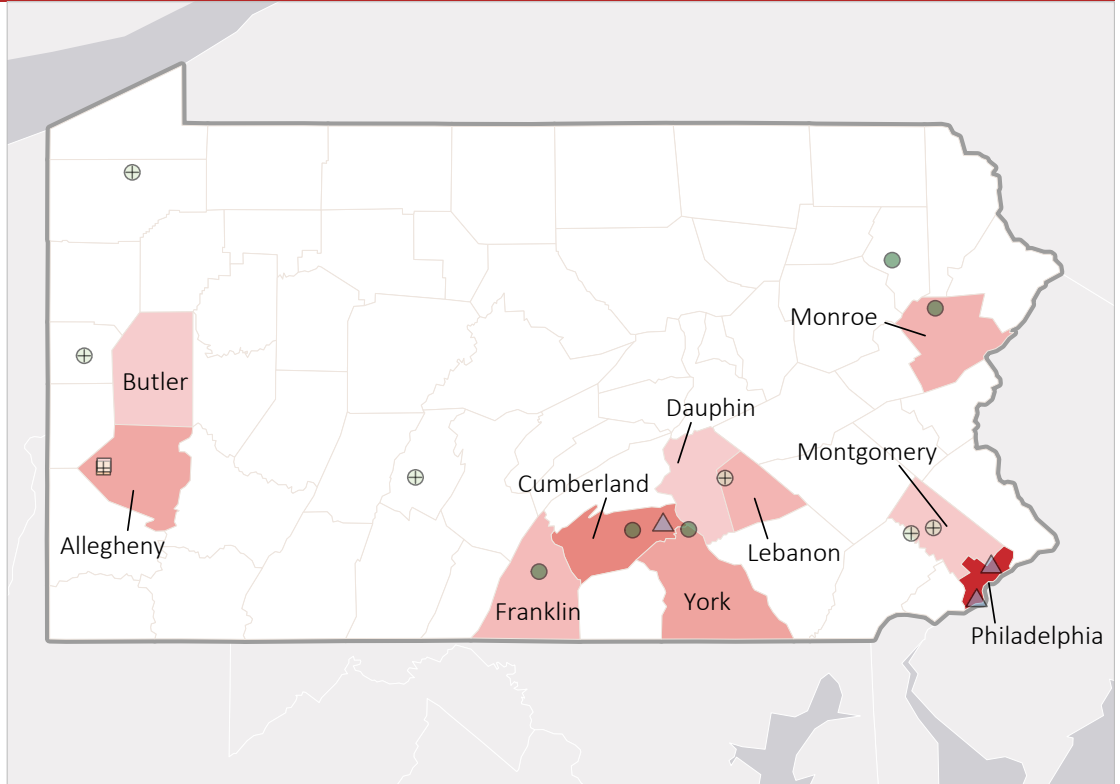 Monroe
Butler
Dauphin
Montgomery
Cumberland
Allegheny
Lebanon
York
Franklin
Philadelphia